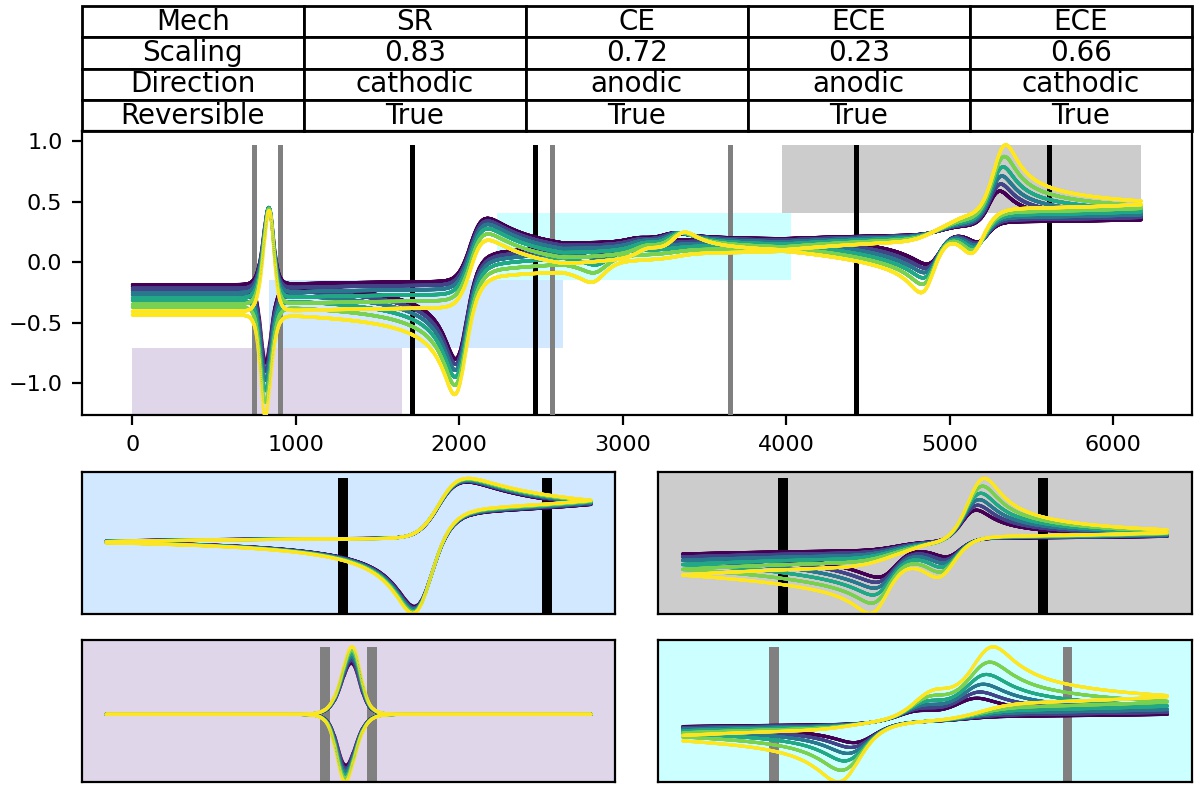 Mech SR CE ECE ECE
Scaling 0.83 0.72 0.23 0.66
Direction cathodic anodic anodic cathodic
Reversible True True True True
1.0
0.5
0.0
−0.5
−1.0
0 1000 2000 3000 4000 5000 6000